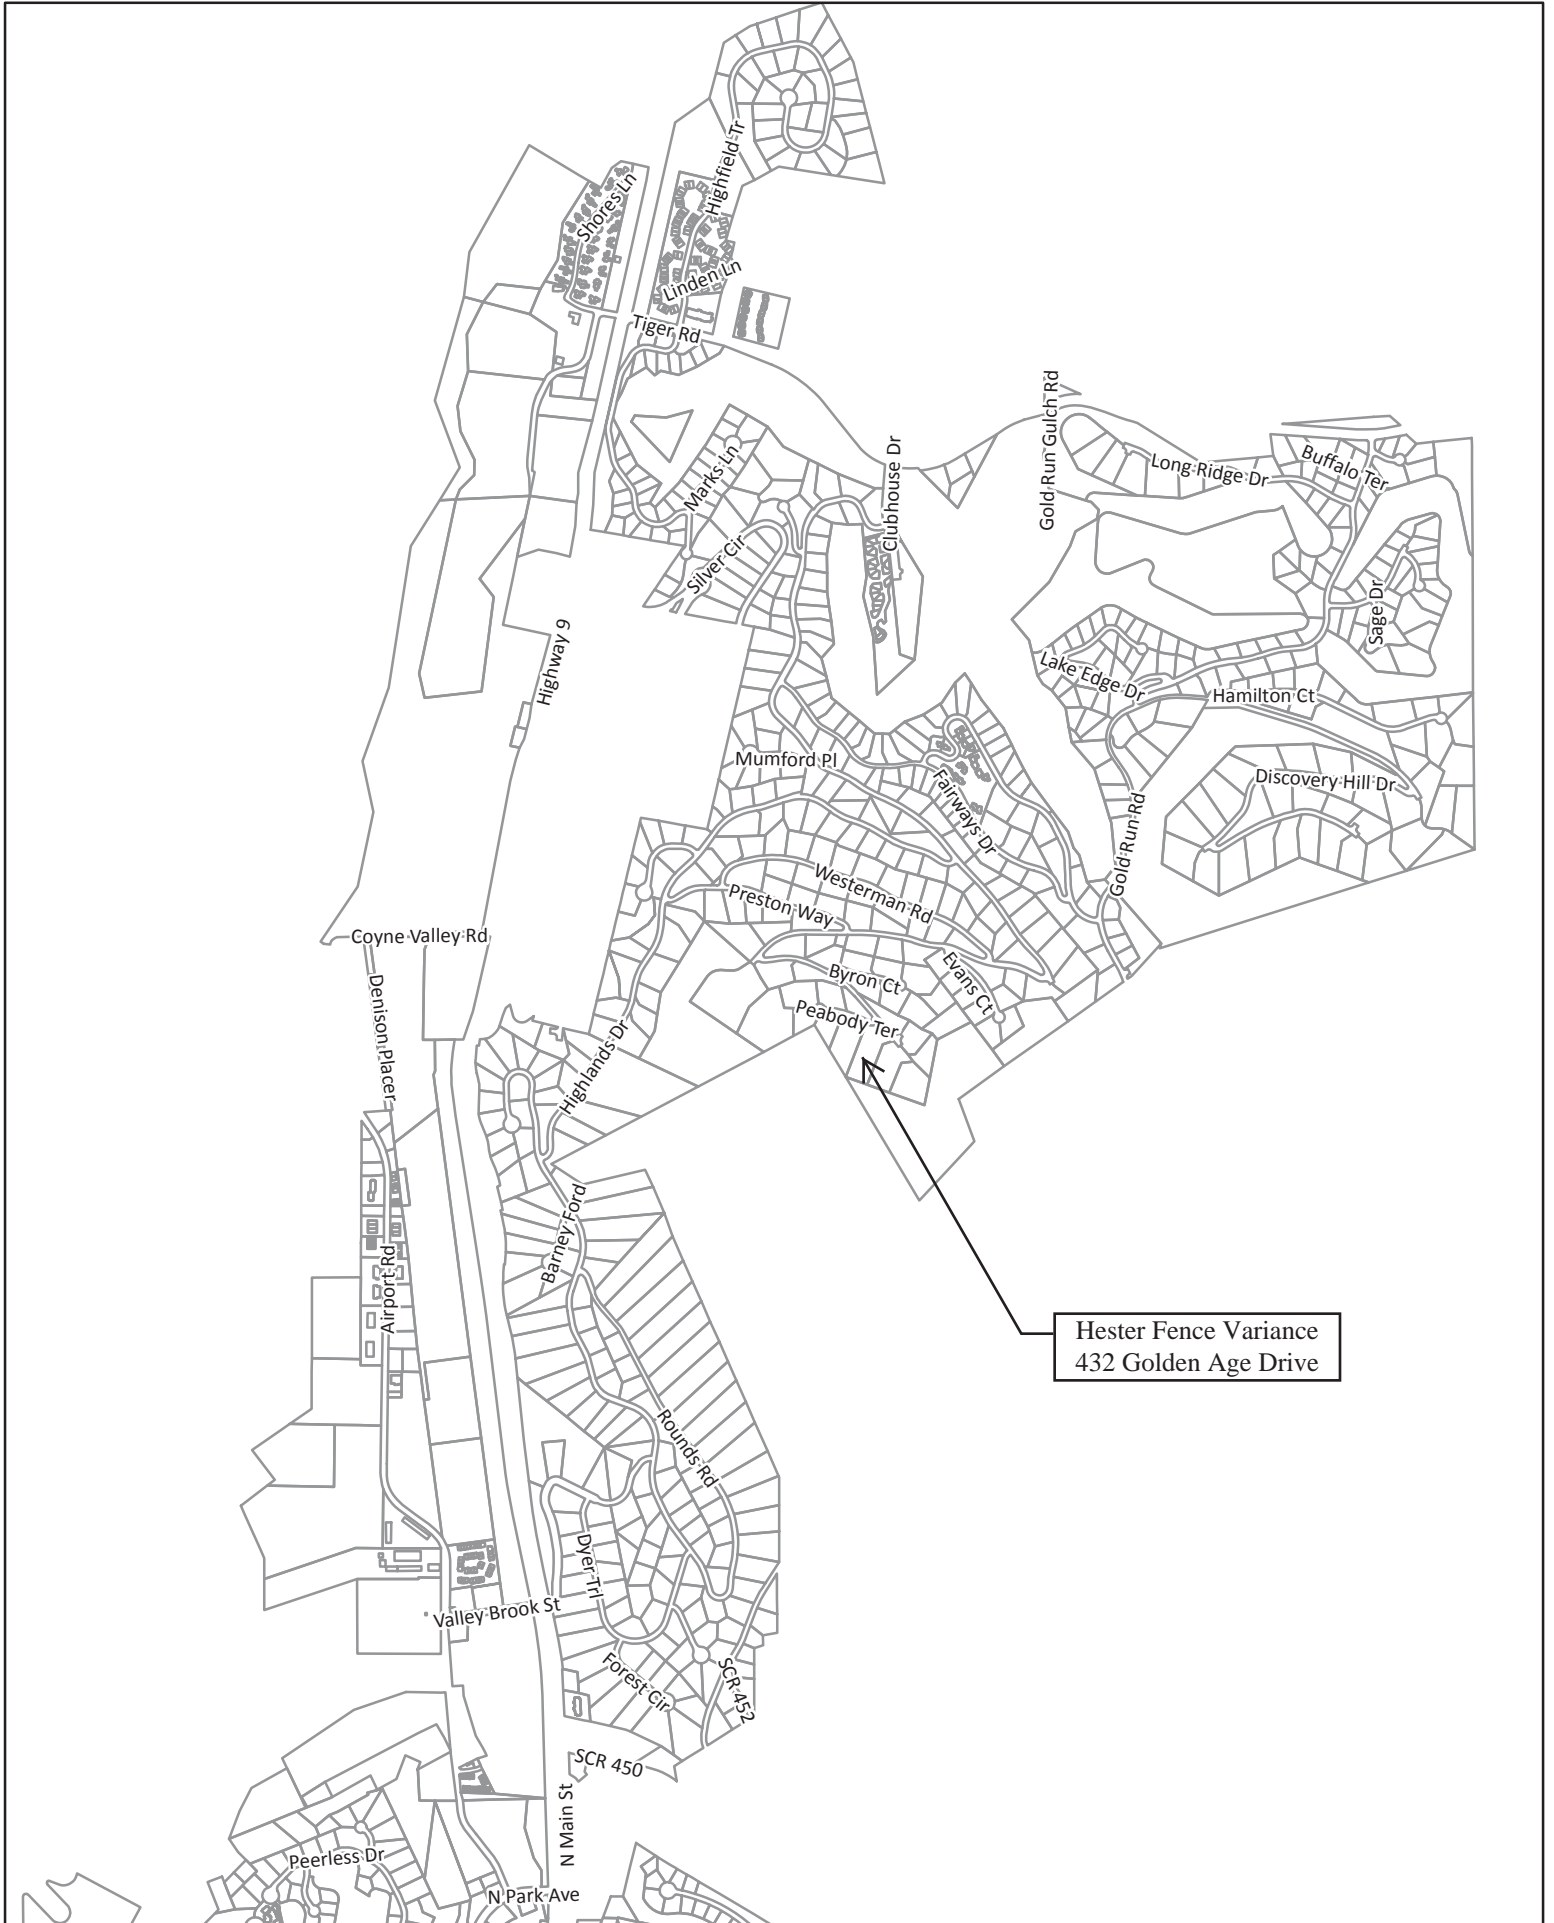 Highfield Tr
Shores Ln
Linden Ln
Tiger Rd
Gold Run Gulch Rd
Clubhouse Dr
Marks Ln
Long Ridge Dr
Buffalo Ter
Silver Cir
Sage Dr
Highway 9
Lake Edge Dr
Hamilton Ct
Mumford Pl
Fairways Dr
Discovery Hill Dr
Gold Run Rd
Westerman Rd
Preston Way
Coyne Valley Rd
Byron Ct
Evans Ct
Denison Placer
Peabody Ter
Highlands Dr
Barney Ford
Airport Rd
Hester Fence Variance
432 Golden Age Drive
Rounds Rd
Dyer Trl
Valley Brook St
Forest Cir
SCR 452
SCR 450
N Main St
Peerless Dr
N Park Ave